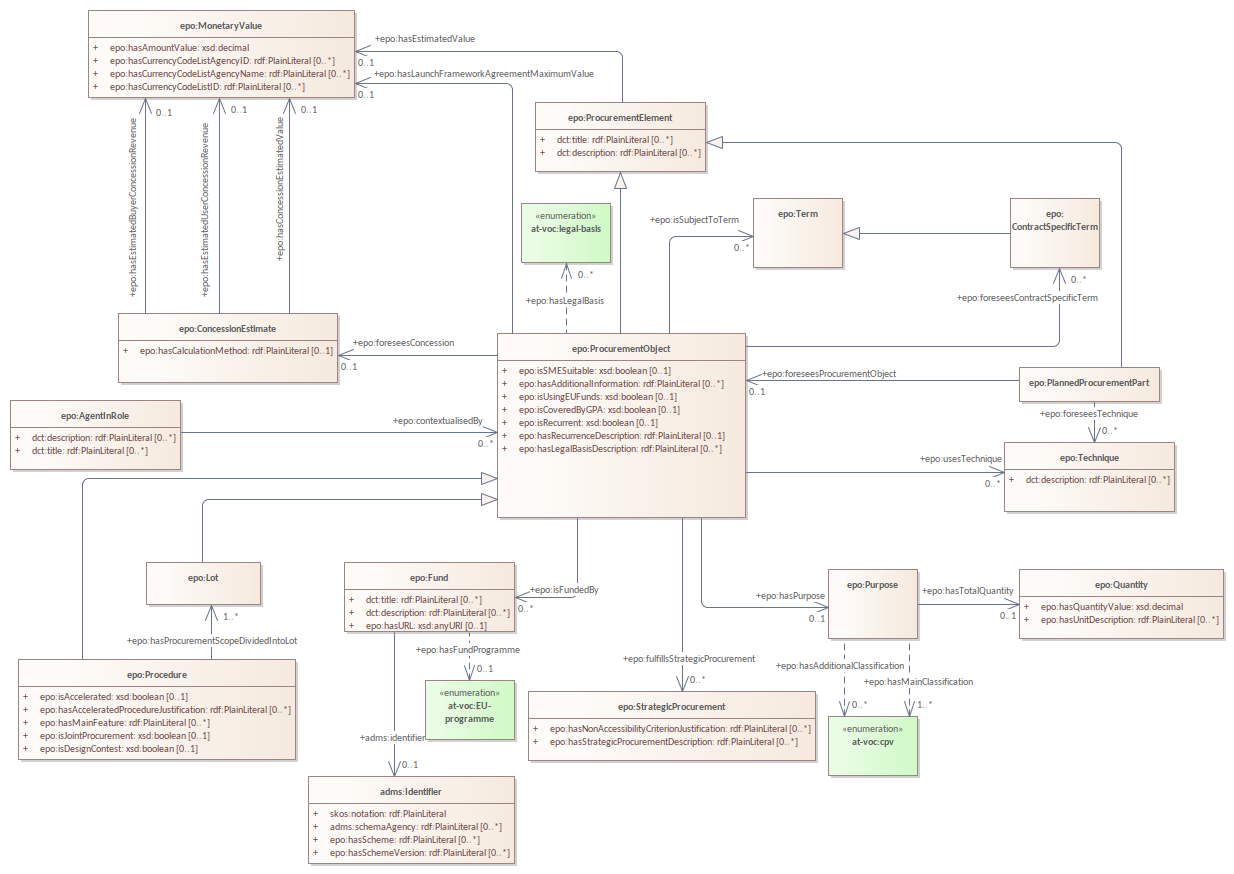 epo:MonetaryValue
+ epo:hasAmountValue: xsd:decimal
+ epo:hasCurrencyCodeListAgencyID: rdf:PlainLiteral [0..*]
+ epo:hasCurrencyCodeListAgencyName: rdf:PlainLiteral [0..*]
+ epo:hasCurrencyCodeListID: rdf:PlainLiteral [0..*]
+epo:hasEstimatedValue
0..1
+epo:hasLaunchFrameworkAgreementMaximumValue
0..1
0..1
0..1
0..1
+epo:hasEstimatedBuyerConcessionRevenue
+epo:hasEstimatedUserConcessionRevenue
+epo:hasConcessionEstimatedValue
epo:ProcurementElement
+ dct:title: rdf:PlainLiteral [0..*]
+ dct:description: rdf:PlainLiteral [0..*]
«enumeration»
at-voc:legal-basis
0..*
+epo:hasLegalBasis
+epo:isSubjectToTerm
0..*
epo:Term
epo:
ContractSpecificTerm
0..*
+epo:foreseesContractSpecificTerm
epo:ConcessionEstimate
+ epo:hasCalculationMethod: rdf:PlainLiteral [0..1]
+epo:foreseesConcession
0..1
epo:ProcurementObject
+ epo:isSMESuitable: xsd:boolean [0..1]
+ epo:hasAdditionalInformation: rdf:PlainLiteral [0..*]
+ epo:isUsingEUFunds: xsd:boolean [0..1]
+ epo:isCoveredByGPA: xsd:boolean [0..1]
+ epo:isRecurrent: xsd:boolean [0..1]
+ epo:hasRecurrenceDescription: rdf:PlainLiteral [0..1]
+ epo:hasLegalBasisDescription: rdf:PlainLiteral [0..*]
+epo:foreseesProcurementObject
0..1
epo:PlannedProcurementPart
+epo:foreseesTechnique
0..*
epo:AgentInRole
+ dct:description: rdf:PlainLiteral [0..*]
+ dct:title: rdf:PlainLiteral [0..*]
+epo:contextualisedBy
0..*
+epo:usesTechnique
0..*
epo:Technique
+ dct:description: rdf:PlainLiteral [0..*]
epo:Lot
1..*
+epo:hasProcurementScopeDividedIntoLot
epo:Procedure
+ epo:isAccelerated: xsd:boolean [0..1]
+ epo:hasAcceleratedProcedureJustification: rdf:PlainLiteral [0..*]
+ epo:hasMainFeature: rdf:PlainLiteral [0..*]
+ epo:isJointProcurement: xsd:boolean [0..1]
+ epo:isDesignContest: xsd:boolean [0..1]
epo:Fund
+ dct:title: rdf:PlainLiteral [0..*]
+ dct:description: rdf:PlainLiteral [0..*]
+ epo:hasURL: xsd:anyURI [0..1]
+epo:isFundedBy
0..*
+epo:hasFundProgramme
0..1
«enumeration»
at-voc:EU-
programme
+adms:identifier
0..1
adms:Identifier
+ skos:notation: rdf:PlainLiteral
+ adms:schemaAgency: rdf:PlainLiteral [0..*]
+ epo:hasScheme: rdf:PlainLiteral [0..*]
+ epo:hasSchemeVersion: rdf:PlainLiteral [0..*]
+epo:fulfillsStrategicProcurement
0..*
epo:StrategicProcurement
+ epo:hasNonAccessibilityCriterionJustification: rdf:PlainLiteral [0..*]
+ epo:hasStrategicProcurementDescription: rdf:PlainLiteral [0..*]
+epo:hasPurpose
0..1
epo:Purpose
+epo:hasTotalQuantity
0..1
epo:Quantity
+ epo:hasQuantityValue: xsd:decimal
+ epo:hasUnitDescription: rdf:PlainLiteral [0..*]
+epo:hasAdditionalClassification
+epo:hasMainClassification
0..*
1..*
«enumeration»
at-voc:cpv